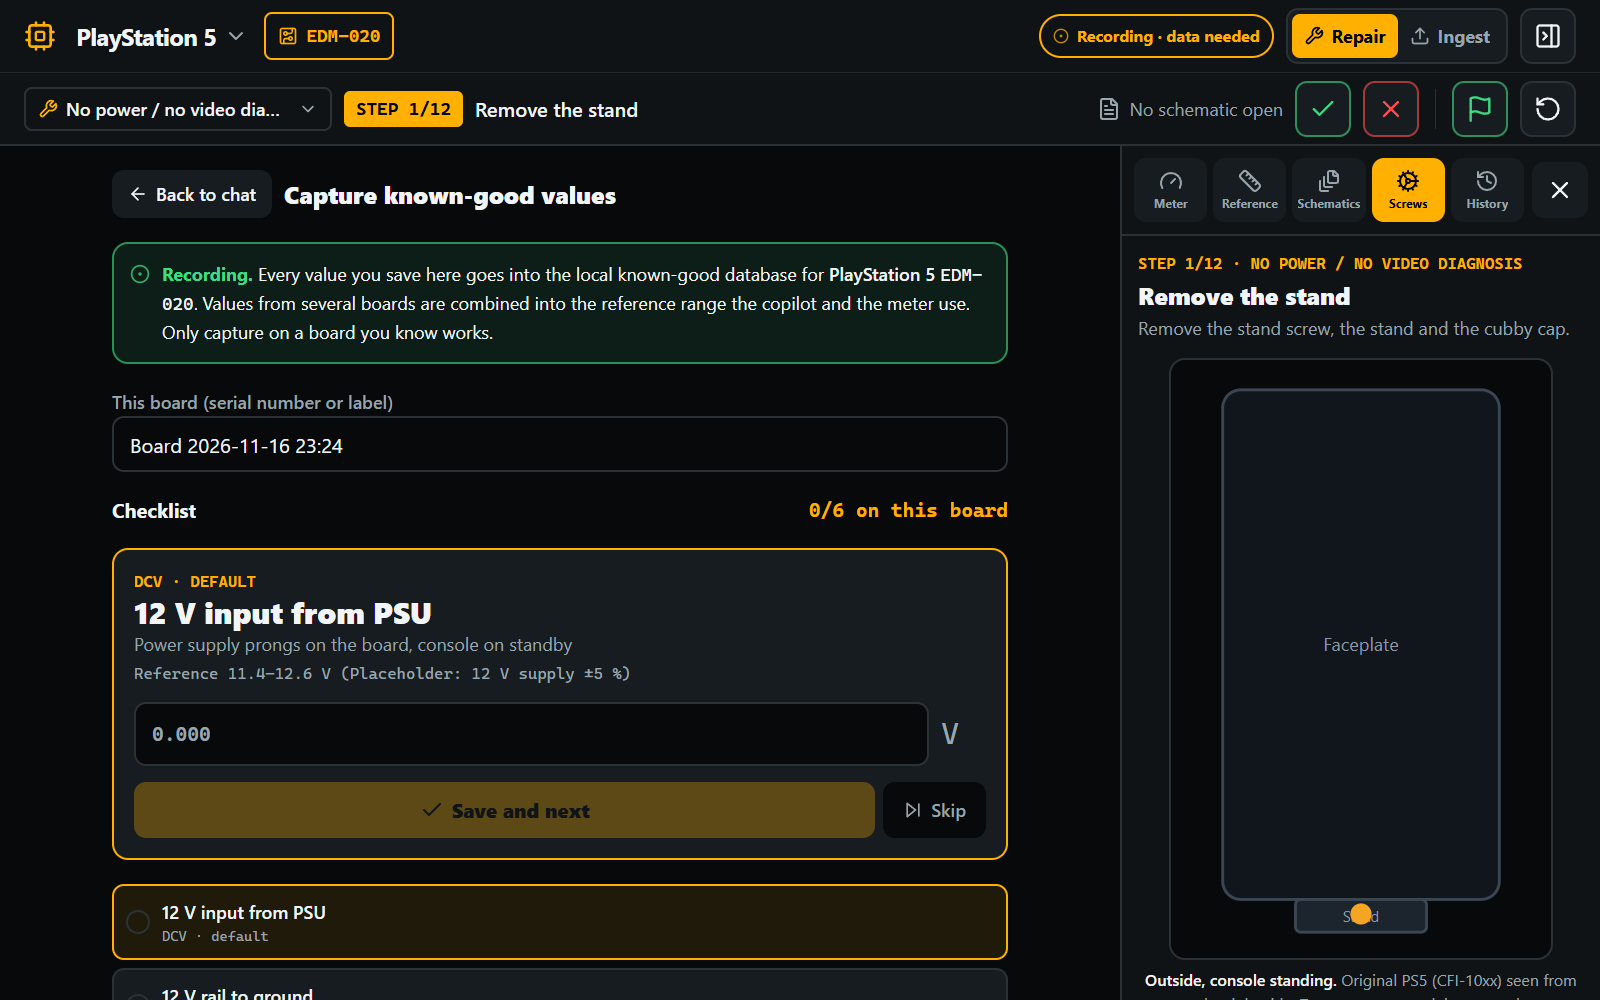 PlayStation 5
EDM-020
Recording · data needed
Repair
Ingest
No power / no video dia...
STEP 1/12
Remove the stand
No schematic open
Back to chat
Capture known-good values
Recording. Every value you save here goes into the local known-good database for PlayStation 5 EDM-
020. Values from several boards are combined into the reference range the copilot and the meter use.
Only capture on a board you know works.
This board (serial number or label)
Board 2026-11-16 23:24
Checklist
0/6 on this board
DCV · DEFAULT
12 V input from PSU
Power supply prongs on the board, console on standby
Reference 11.4–12.6 V (Placeholder: 12 V supply ±5 %)
0.000
V
Save and next
Skip
12 V input from PSU
DCV · default
12 V rail to ground
Meter
Reference
Schematics
Screws
History
STEP 1/12 · NO POWER / NO VIDEO DIAGNOSIS
Remove the stand
Remove the stand screw, the stand and the cubby cap.
Faceplate
Outside, console standing. Original PS5 (CFI-10xx) seen from